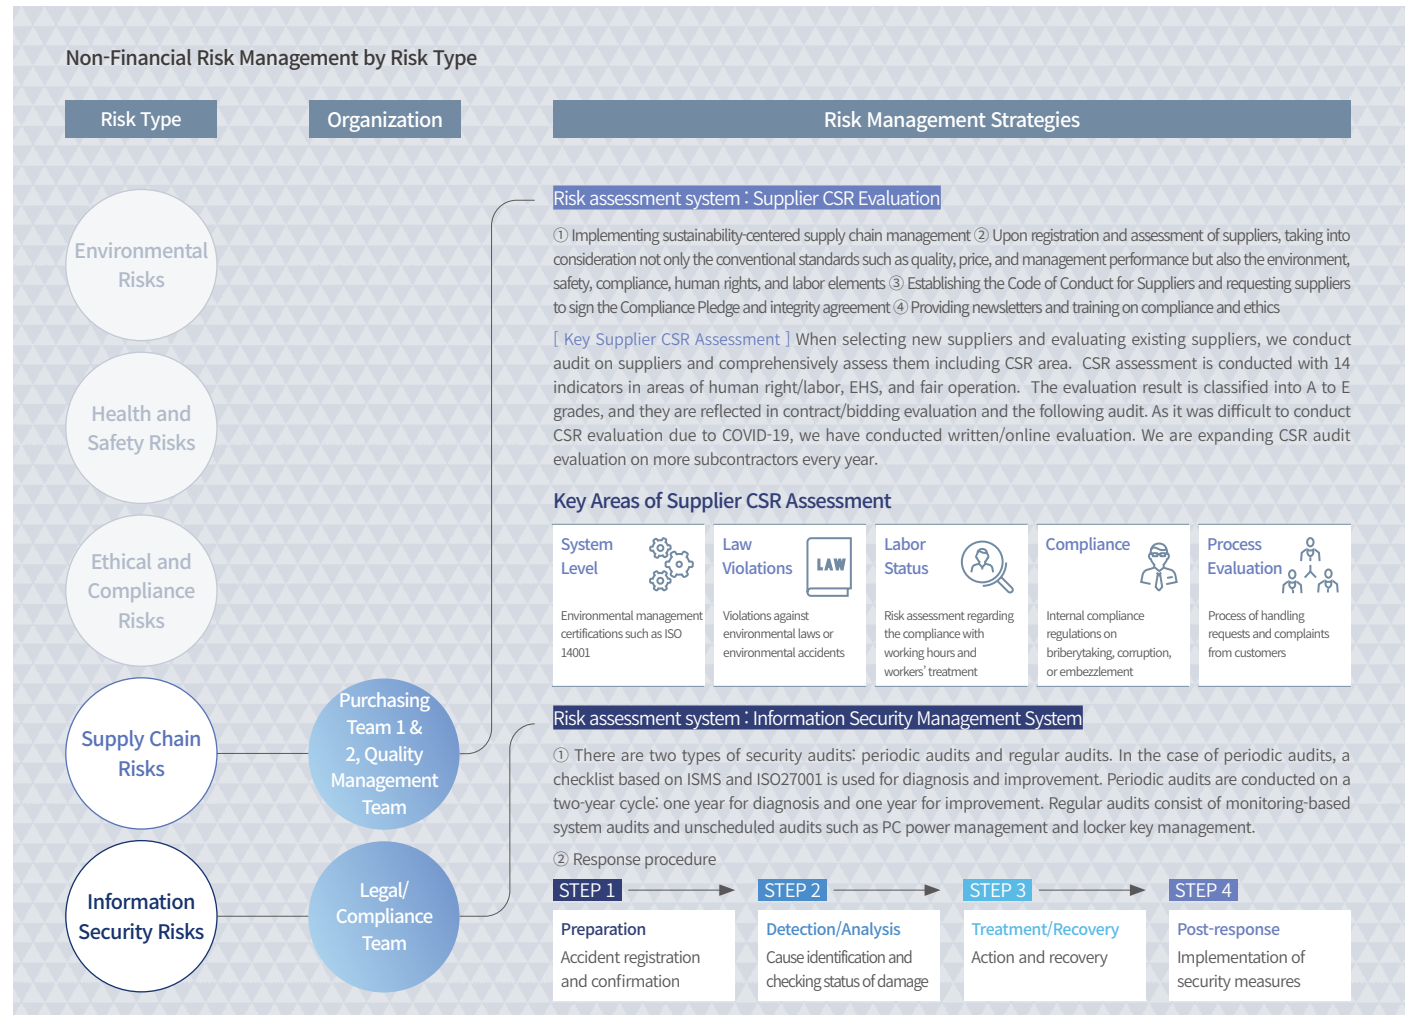 Non-Financial Risk Management by Risk Type
Risk Type
Organization
Risk Management Strategies
Environmental
Risks
Health and
Safety Risks
Ethical and
Compliance
Risks
Supply Chain
Risks
Purchasing
Team 1 &
2, Quality
Management
Team
Risk assessment system : Supplier CSR Evaluation
① Implementing sustainability-centered supply chain management ② Upon registration and assessment of suppliers, taking into
consideration not only the conventional standards such as quality, price, and management performance but also the environment,
safety, compliance, human rights, and labor elements ③ Establishing the Code of Conduct for Suppliers and requesting suppliers
to sign the Compliance Pledge and integrity agreement ④ Providing newsletters and training on compliance and ethics
[ Key Supplier CSR Assessment ] When selecting new suppliers and evaluating existing suppliers, we conduct
audit on suppliers and comprehensively assess them including CSR area. CSR assessment is conducted with 14
indicators in areas of human right/labor, EHS, and fair operation. The evaluation result is classified into A to E
grades, and they are reflected in contract/bidding evaluation and the following audit. As it was difficult to conduct
CSR evaluation due to COVID-19, we have conducted written/online evaluation. We are expanding CSR audit
evaluation on more subcontractors every year.
Key Areas of Supplier CSR Assessment
System
Level
Environmental management
certifications such as ISO
14001
Law
Violations
LAW
Violations against
environmental laws or
environmental accidents
Labor
Status
Risk assessment regarding
the compliance with
working hours and
workers' treatment
Compliance
Internal compliance
regulations on
briberytaking, corruption,
or embezzlement
Process
Evaluation
Process of handling
requests and complaints
from customers
Information
Security Risks
Legal/
Compliance
Team
Risk assessment system : Information Security Management System
① There are two types of security audits: periodic audits and regular audits. In the case of periodic audits, a
checklist based on ISMS and ISO27001 is used for diagnosis and improvement. Periodic audits are conducted on a
two-year cycle: one year for diagnosis and one year for improvement. Regular audits consist of monitoring-based
system audits and unscheduled audits such as PC power management and locker key management.
② Response procedure
STEP 1
Preparation
Accident registration
and confirmation
STEP 2
Detection/Analysis
Cause identification and
checking status of damage
STEP 3
Treatment/Recovery
Action and recovery
STEP 4
Post-response
Implementation of
security measures